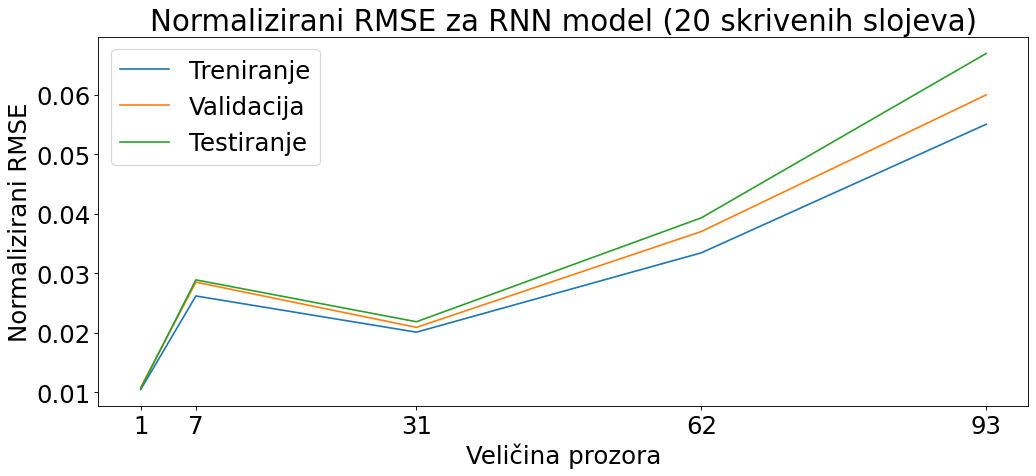 Normalizirani RMSE za RNN model (20 skrivenih slojeva)
Treniranje
Validacija
Testiranje
Normalizirani RMSE
0.06
0.05
0.04
0.03
0.02
0.01
1 7 31 62 93
Veličina prozora